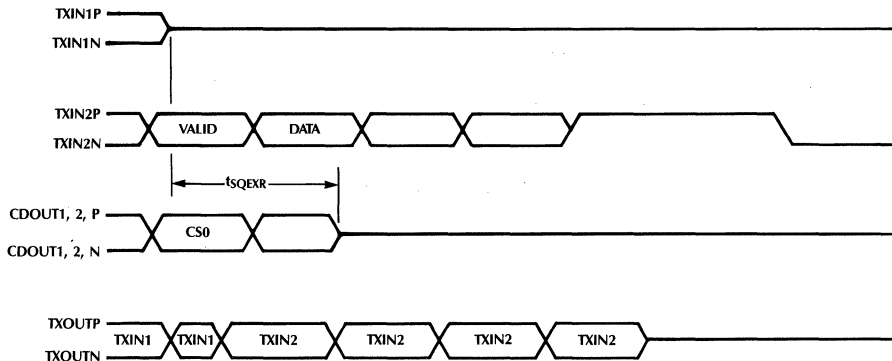 TXIN1P
TXIN1N
TXIN2P
VALID DATA
TXIN2N
tSQEXR
CDOUT1, 2, P
CS0
CDOUT1, 2, N
TXOUTP
TXIN1 TXIN1 TXIN2 TXIN2 TXIN2 TXIN2
TXOUTN